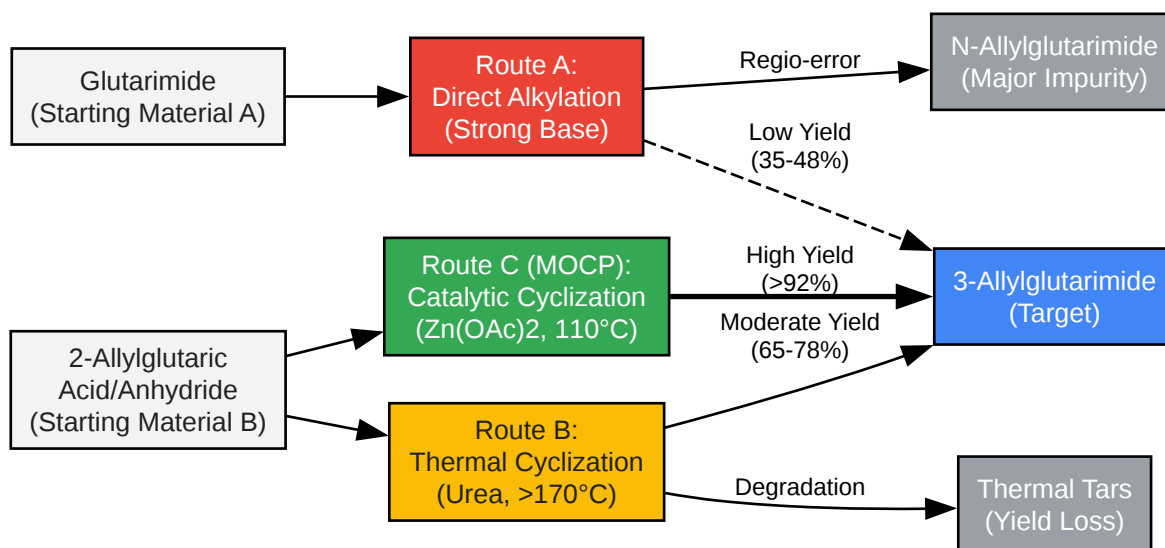 Glutarimide
(Starting Material A)
Route A:
Direct Alkylation
(Strong Base)
Regio-error
N-Allylglutarimide
(Major Impurity)
Low Yield
(35-48%)
2-Allylglutaric
Acid/Anhydride
(Starting Material B)
Route C (MOCP):
Catalytic Cyclization
(Zn(OAc)2, 110°C)
High Yield
(>92%)
3-Allylglutarimide
(Target)
Moderate Yield
(65-78%)
Route B:
Thermal Cyclization
(Urea, >170°C)
Degradation
Thermal Tars
(Yield Loss)